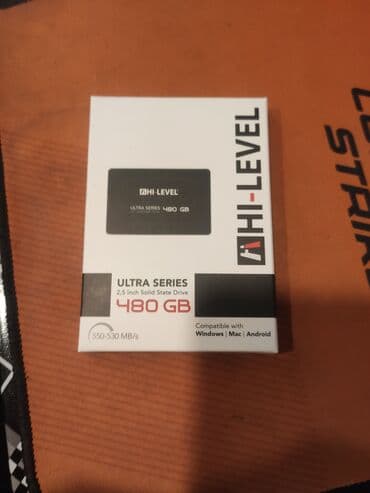 HI-LEVEL
HI-LEVEL
ULTRA SERIES 480 GB
ULTRA SERIES
2,5 inch Solid State Drive
480 GB
550-530 MB/s
Compatible with
Windows | Mac | Android
STRIKE